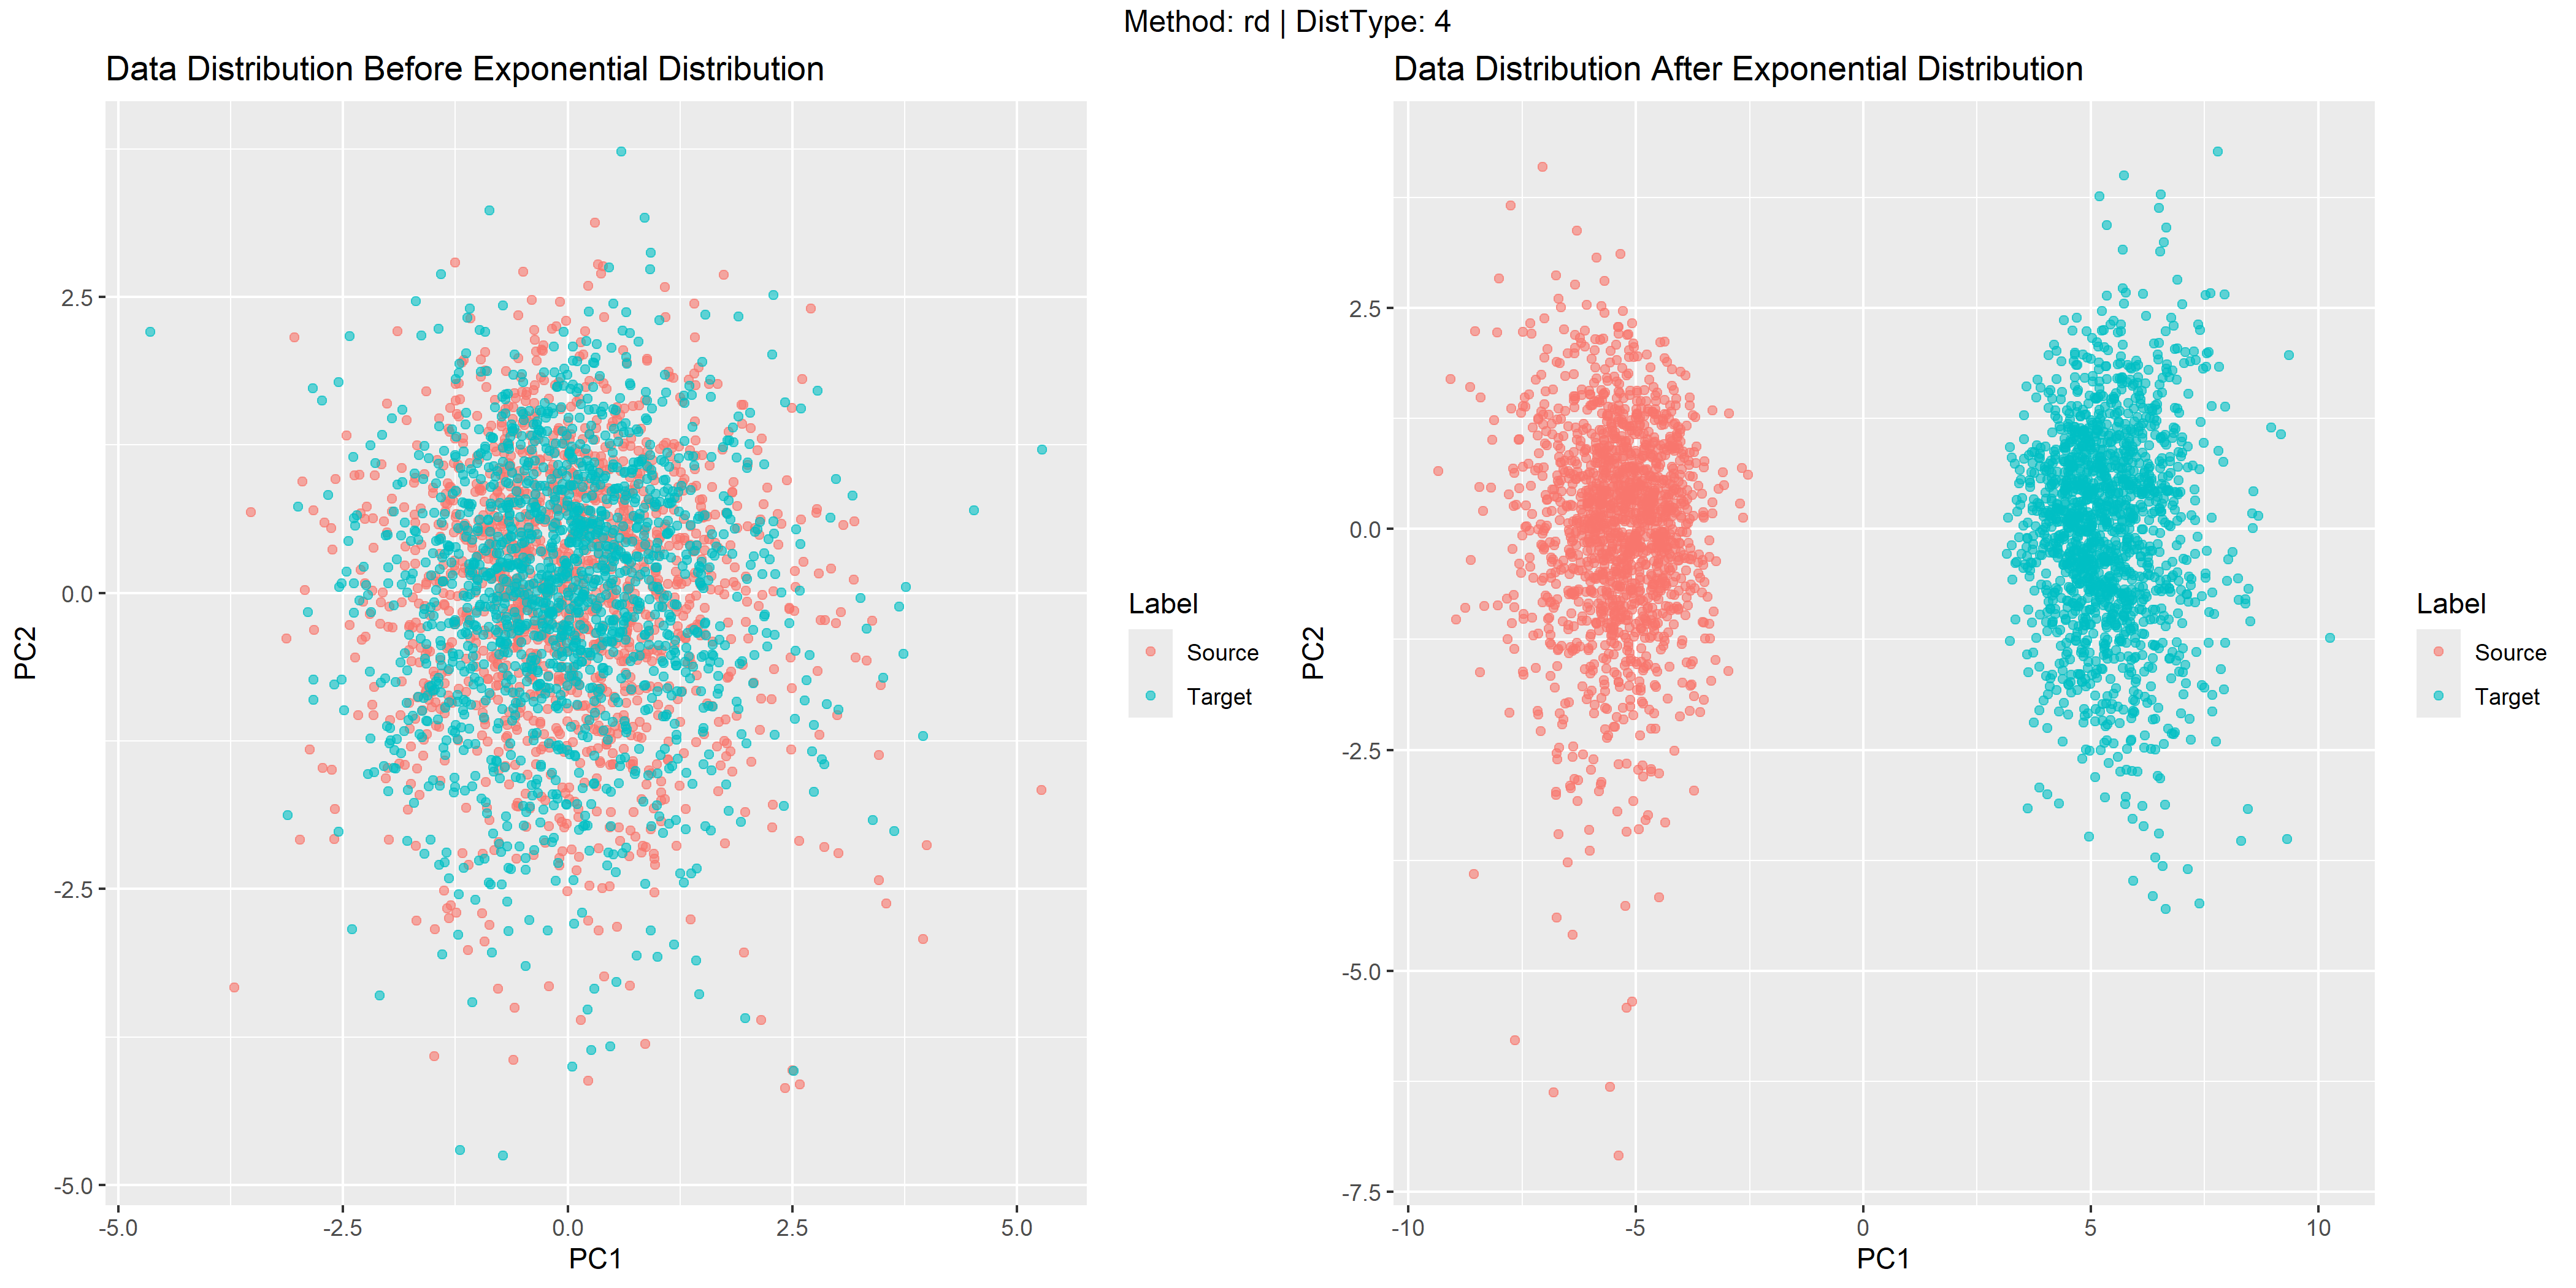 Method: rd | DistType: 4
Data Distribution Before Exponential Distribution
PC2
2.5
0.0
-2.5
-5.0
-5.0
-2.5
0.0
2.5
5.0
PC1
Label
Source
Target
Data Distribution After Exponential Distribution
PC2
2.5
0.0
-2.5
-5.0
-7.5
-10
-5
0
5
10
PC1
Label
Source
Target